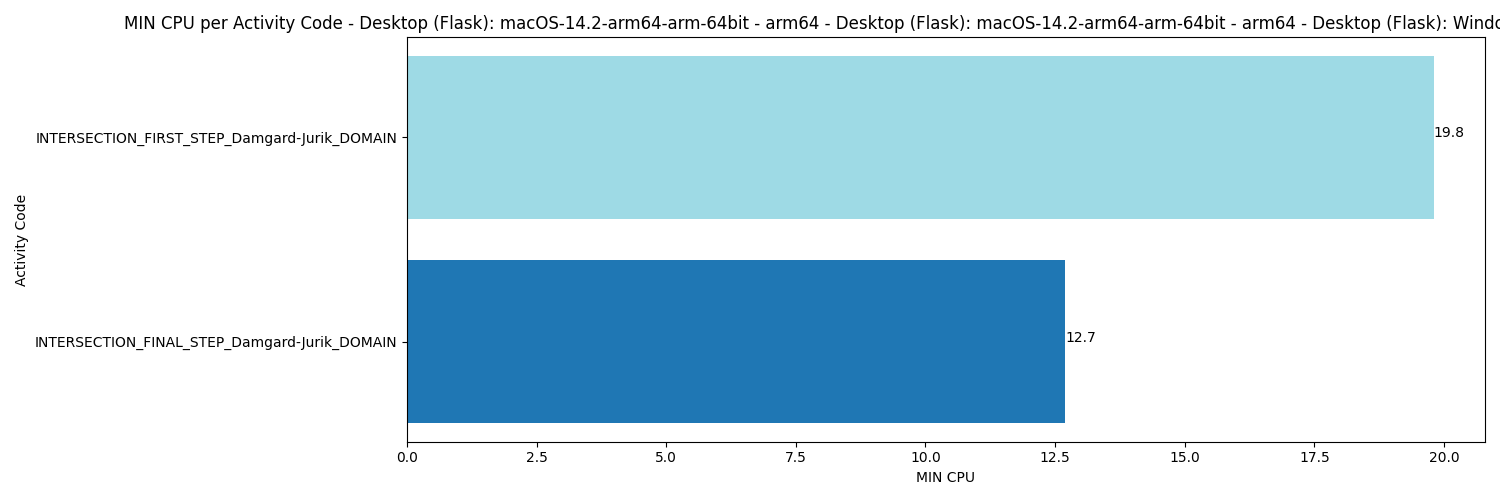 MIN CPU per Activity Code - Desktop (Flask): macOS-14.2-arm64-arm-64bit - arm64 - Desktop (Flask): macOS-14.2-arm64-arm-64bit - arm64 - Desktop (Flask):
INTERSECTION_FIRST_STEP_Damgard-Jurik_DOMAIN
19.8
Activity Code
INTERSECTION_FINAL_STEP_Damgard-Jurik_DOMAIN
12.7
0.0 2.5 5.0 7.5 10.0 12.5 15.0 17.5 20.0
MIN CPU